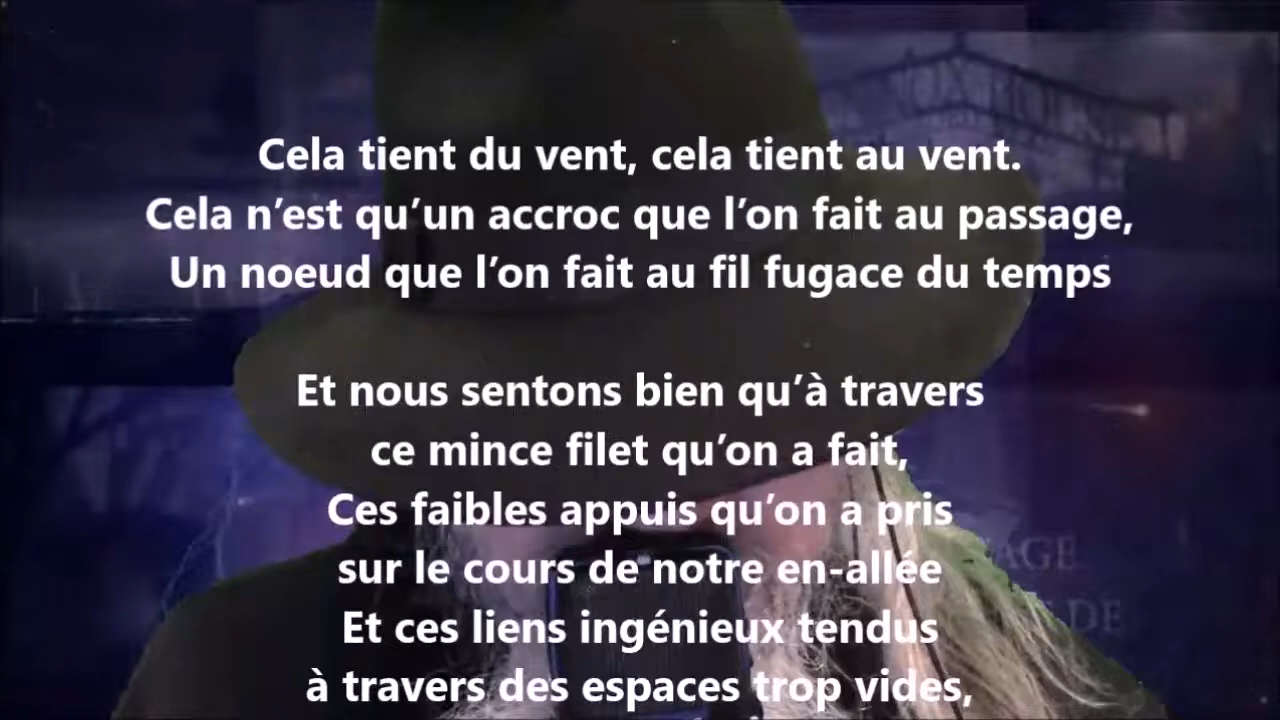 Cela tient du vent, cela tient au vent.
Cela n’est qu’un accroc que l’on fait au passage,
Un noeud que l’on fait au fil fugace du temps
Et nous sentons bien qu’à travers
ce mince filet qu’on a fait,
Ces faibles appuis qu’on a pris
sur le cours de notre en-allée
Et ces liens ingénieux tendus
à travers des espaces trop vides,
AGE
DE